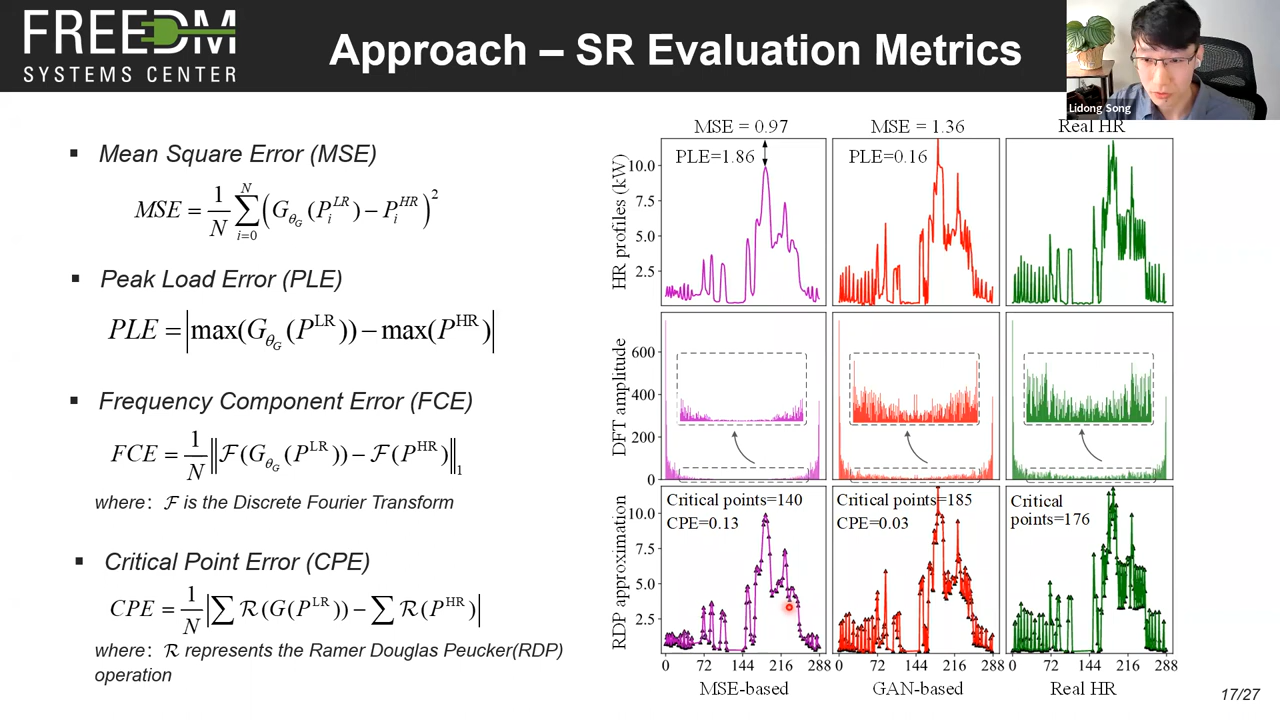 FREEDM
SYSTEMS CENTER
Approach – SR Evaluation Metrics
Lidong Song
▪ Mean Square Error (MSE)
MSE = 1/N ∑_{i=0}^{N} (G_{θ_G}(P_i^{LR}) − P_i^{HR})^2
▪ Peak Load Error (PLE)
PLE = |max(G_{θ_G}(P^{LR})) − max(P^{HR})|
▪ Frequency Component Error (FCE)
FCE = 1/N ‖ℱ(G_{θ_G}(P^{LR})) − ℱ(P^{HR})‖_1
where: ℱ is the Discrete Fourier Transform
▪ Critical Point Error (CPE)
CPE = 1/N |∑ ℛ(G(P^{LR})) − ∑ ℛ(P^{HR})|
where: ℛ represents the Ramer Douglas Peucker(RDP)
operation
MSE = 0.97
MSE = 1.36
Real HR
HR profiles (kW)
10.0
7.5
5.0
2.5
PLE=1.86
PLE=0.16
DFT amplitude
600
400
200
0
RDP approximation
10.0
7.5
5.0
2.5
Critical points=140
CPE=0.13
Critical points=185
CPE=0.03
Critical
points=176
0 72 144 216 288
0 72 144 216 288
0 72 144 216 288
MSE-based
GAN-based
Real HR
17/27